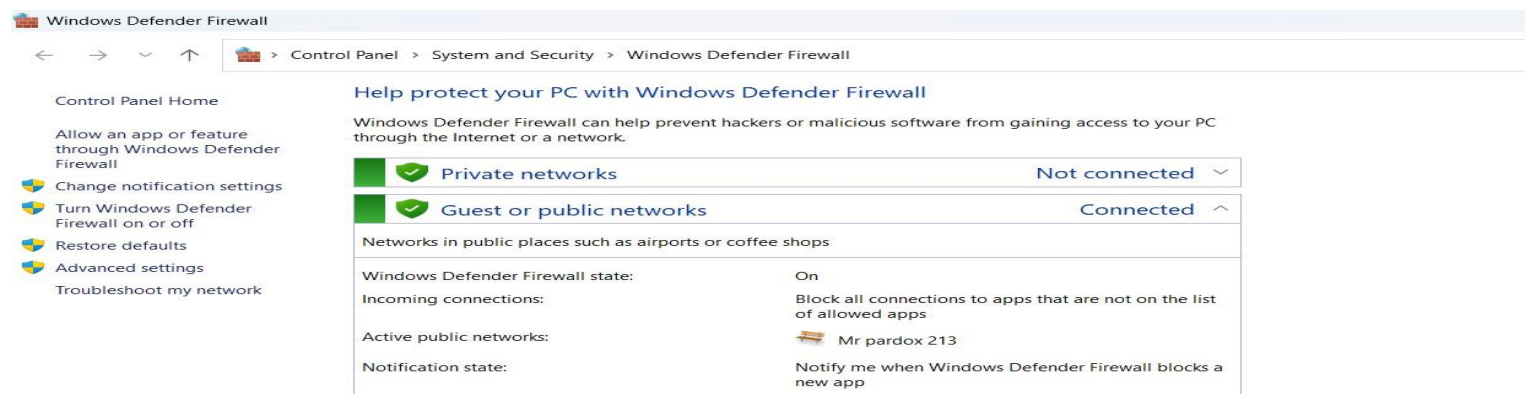 Windows Defender Firewall
Control Panel > System and Security > Windows Defender Firewall
Control Panel Home
Allow an app or feature
through Windows Defender
Firewall
Change notification settings
Turn Windows Defender
Firewall on or off
Restore defaults
Advanced settings
Troubleshoot my network
Help protect your PC with Windows Defender Firewall
Windows Defender Firewall can help prevent hackers or malicious software from gaining access to your PC
through the Internet or a network.
Private networks Not connected
Guest or public networks Connected
Networks in public places such as airports or coffee shops
Windows Defender Firewall state: On
Incoming connections: Block all connections to apps that are not on the list
of allowed apps
Active public networks: Mr pardox 213
Notification state: Notify me when Windows Defender Firewall blocks a
new app